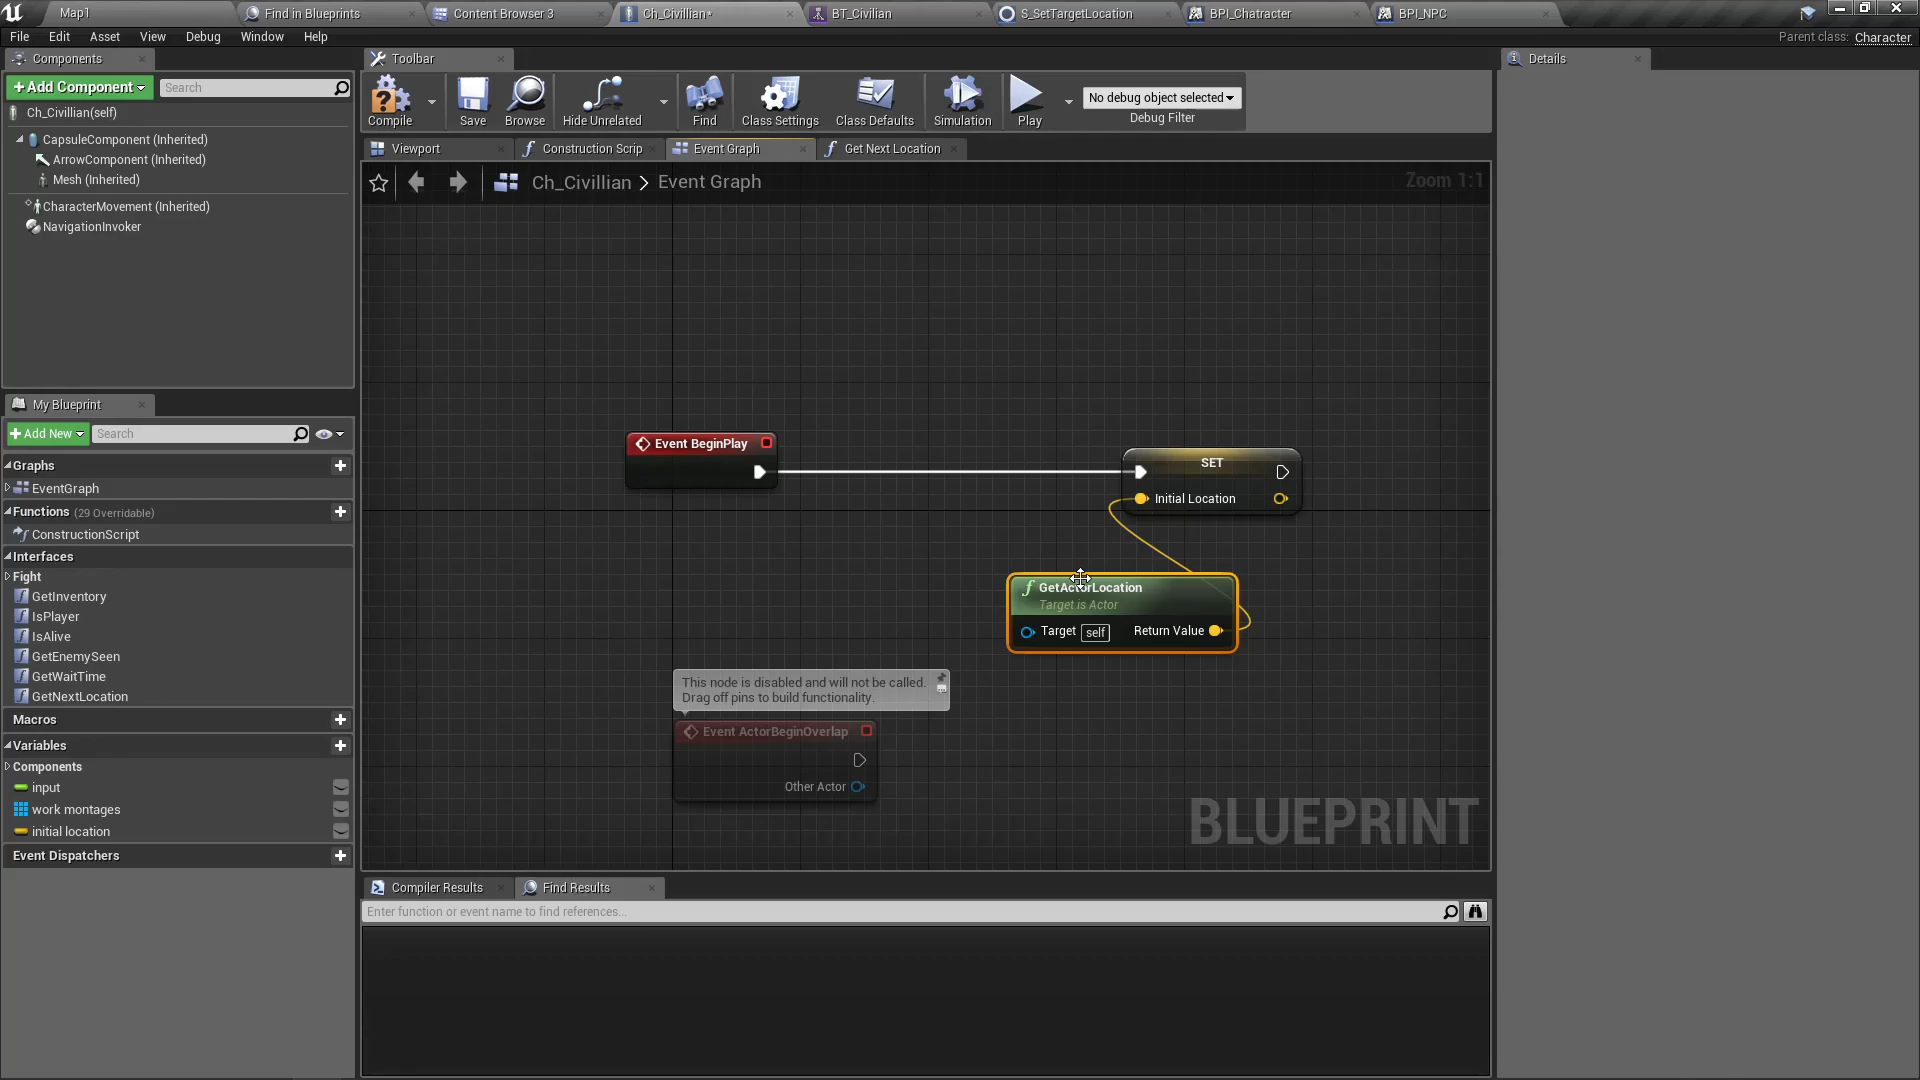 Map1
Find in Blueprints
Content Browser 3
Ch_Civillian*
BT_Civilian
S_SetTargetLocation
BPI_Chatracter
BPI_NPC
File Edit Asset View Debug Window Help
Parent class: Character
Components
+Add Component
Search
Ch_Civillian(self)
CapsuleComponent (Inherited)
ArrowComponent (Inherited)
Mesh (Inherited)
CharacterMovement (Inherited)
NavigationInvoker
My Blueprint
+Add New
Search
Graphs
EventGraph
Functions (29 Overridable)
ConstructionScript
Interfaces
Fight
GetInventory
IsPlayer
IsAlive
GetEnemySeen
GetWaitTime
GetNextLocation
Macros
Variables
Components
input
work montages
initial location
Event Dispatchers
Toolbar
Compile
Save
Browse
Hide Unrelated
Find
Class Settings
Class Defaults
Simulation
Play
No debug object selected
Debug Filter
Viewport
Construction Scrip
Event Graph
Get Next Location
Ch_Civillian > Event Graph
Zoom 1:1
Event BeginPlay
SET
Initial Location
GetActorLocation
Target is Actor
Target self
Return Value
This node is disabled and will not be called.
Drag off pins to build functionality.
Event ActorBeginOverlap
Other Actor
BLUEPRINT
Compiler Results
Find Results
Enter function or event name to find references...
Details